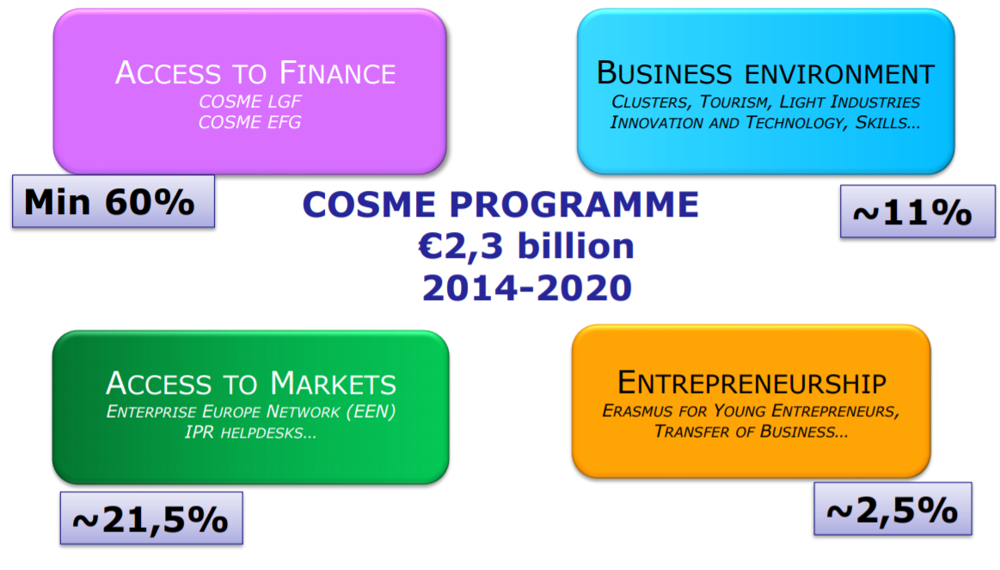 ACCESS TO FINANCE
COSME LGF
COSME EFG
Min 60%
BUSINESS ENVIRONMENT
CLUSTERS, TOURISM, LIGHT INDUSTRIES
INNOVATION AND TECHNOLOGY, SKILLS...
~11%
COSME PROGRAMME
€2,3 billion
2014-2020
ACCESS TO MARKETS
ENTERPRISE EUROPE NETWORK (EEN)
IPR HELPDESKS...
~21,5%
ENTREPRENEURSHIP
ERASMUS FOR YOUNG ENTREPRENEURS,
TRANSFER OF BUSINESS...
~2,5%